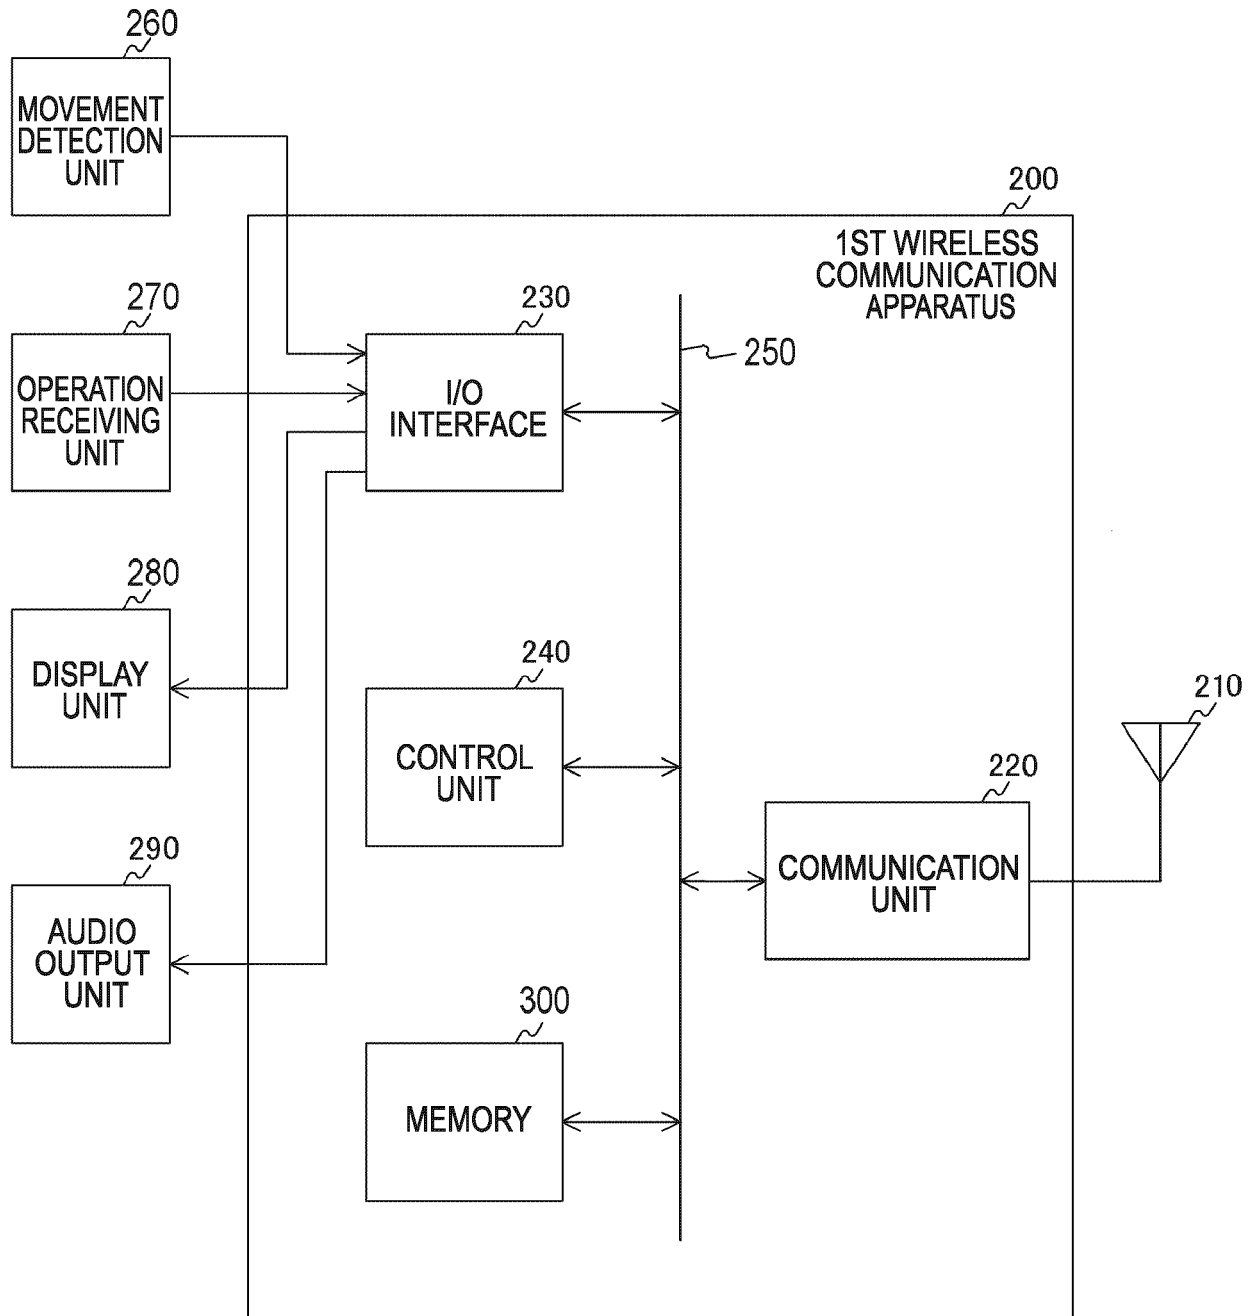 260
MOVEMENT
DETECTION
UNIT
200
1ST WIRELESS
COMMUNICATION
APPARATUS
270
OPERATION
RECEIVING
UNIT
230
I/O
INTERFACE
250
280
DISPLAY
UNIT
240
CONTROL
UNIT
210
220
COMMUNICATION
UNIT
290
AUDIO
OUTPUT
UNIT
300
MEMORY